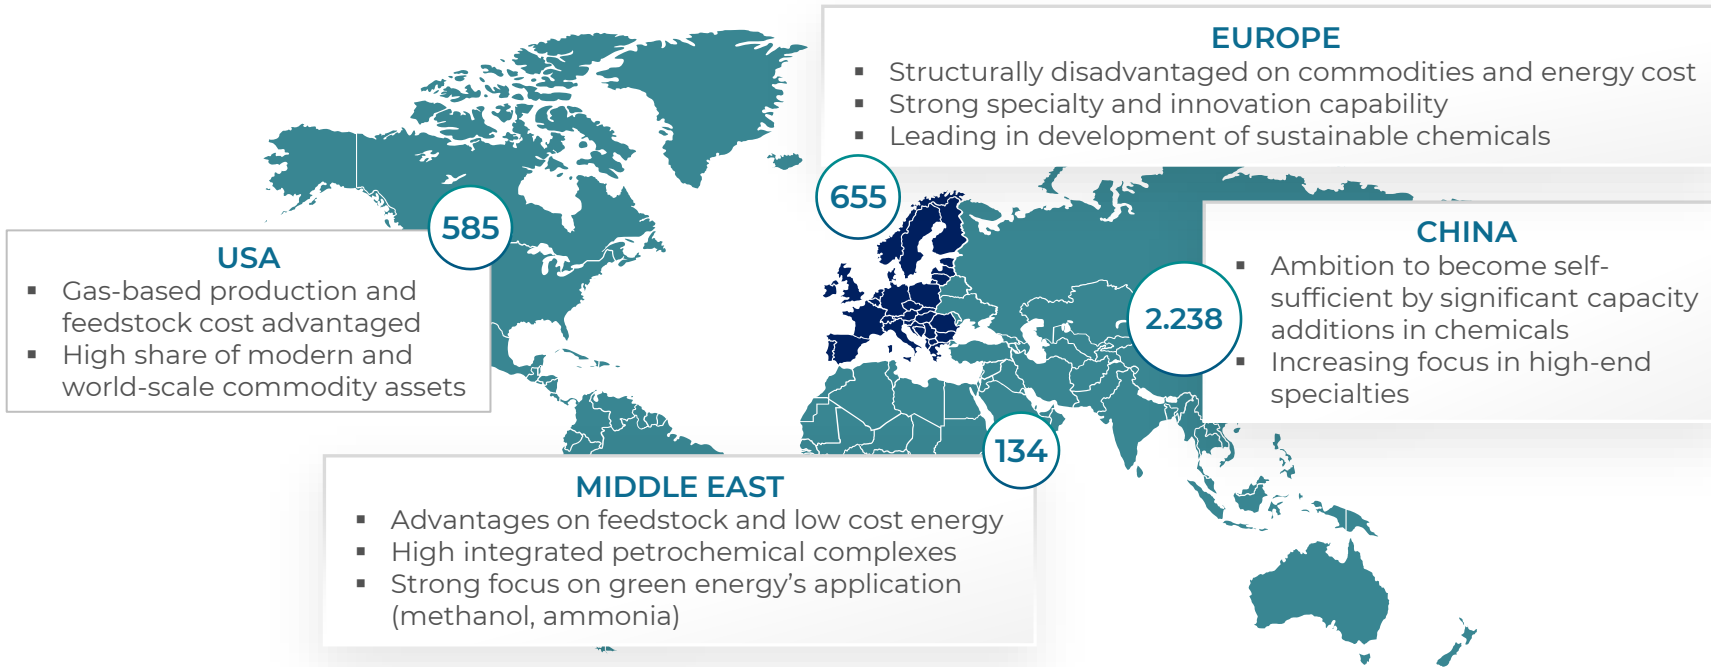 EUROPE
▪ Structurally disadvantaged on commodities and energy cost
▪ Strong specialty and innovation capability
▪ Leading in development of sustainable chemicals
655
585
USA
▪ Gas-based production and
feedstock cost advantaged
▪ High share of modern and
world-scale commodity assets
CHINA
▪ Ambition to become self-
sufficient by significant capacity
additions in chemicals
▪ Increasing focus in high-end
specialties
2.238
134
MIDDLE EAST
▪ Advantages on feedstock and low cost energy
▪ High integrated petrochemical complexes
▪ Strong focus on green energy’s application
(methanol, ammonia)